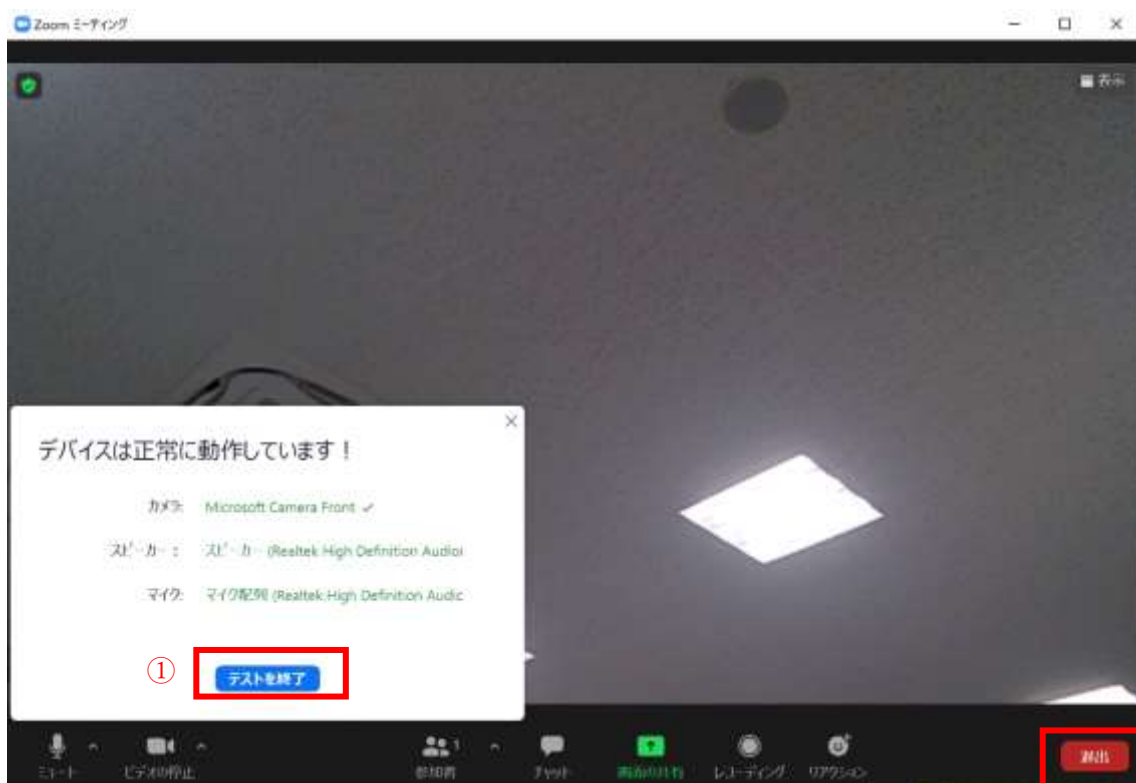 Zoom ミーティング
表示
デバイスは正常に動作しています！
カメラ: Microsoft Camera Front ✓
スピーカー: スピーカー (Realtek High Definition Audio)
マイク: マイク配列 (Realtek High Definition Audic
① テストを終了
ミュート ビデオの停止 参加者 1 チャット 画面の共有 レコーディング リアクション 退出